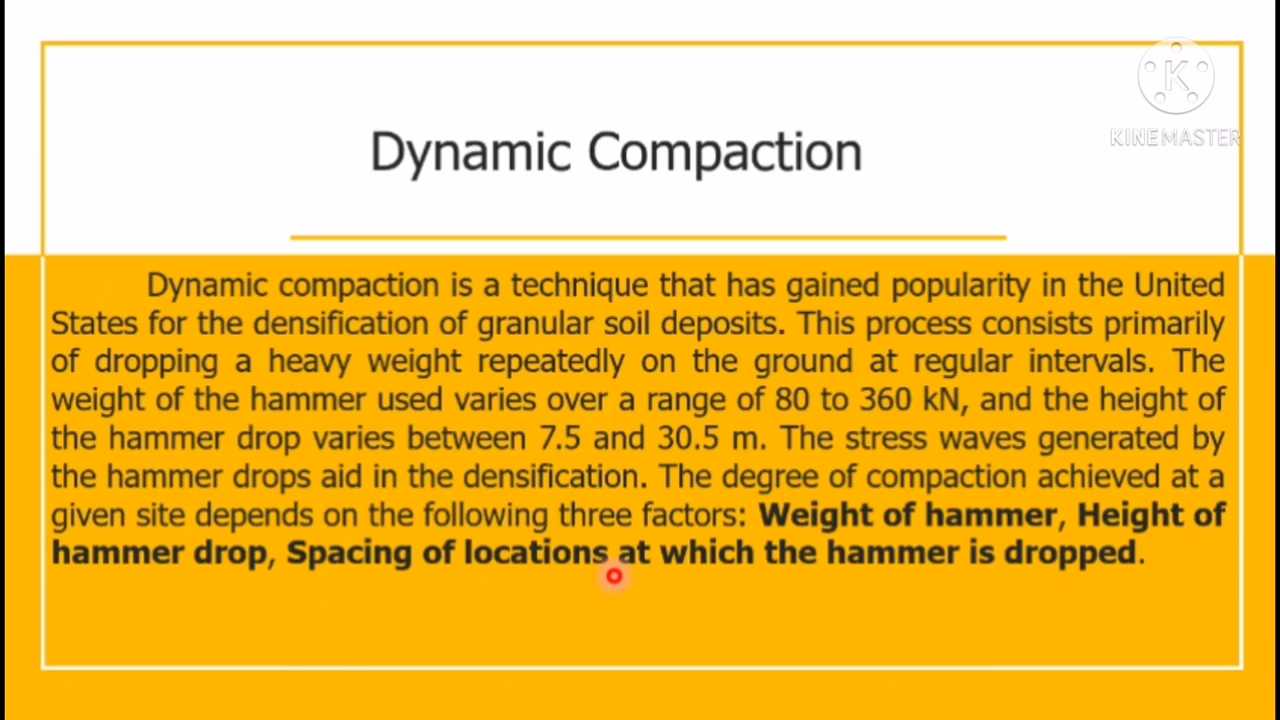 K
KINEMASTER
Dynamic Compaction
Dynamic compaction is a technique that has gained popularity in the United
States for the densification of granular soil deposits. This process consists primarily
of dropping a heavy weight repeatedly on the ground at regular intervals. The
weight of the hammer used varies over a range of 80 to 360 kN, and the height of
the hammer drop varies between 7.5 and 30.5 m. The stress waves generated by
the hammer drops aid in the densification. The degree of compaction achieved at a
given site depends on the following three factors: Weight of hammer, Height of
hammer drop, Spacing of locations at which the hammer is dropped.